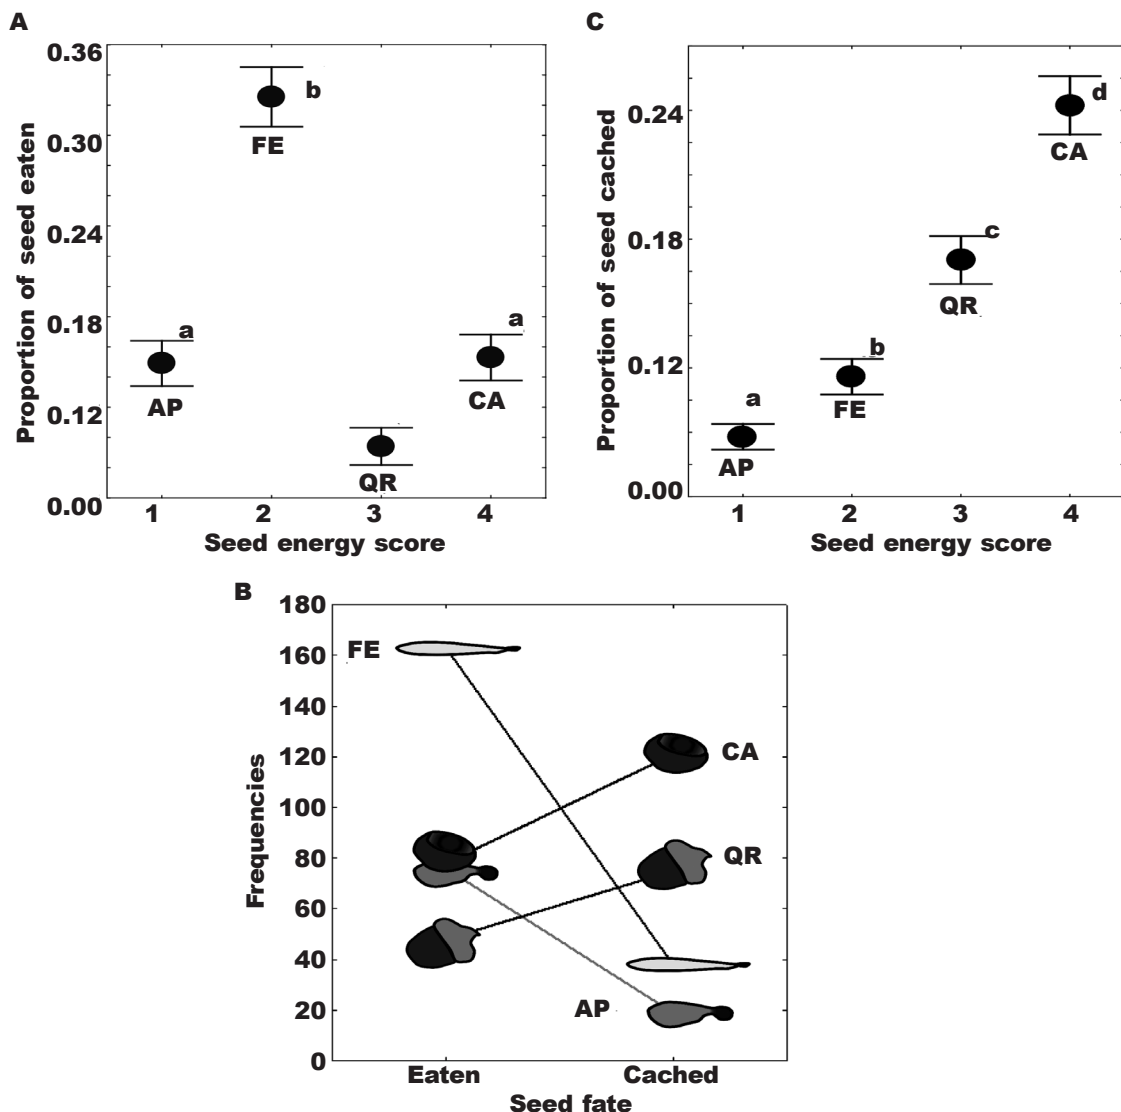 A
C
0.36
0.30
0.24
0.18
0.12
0.00
Proportion of seed eaten
b
FE
a
AP
QR
a
CA
1 2 3 4
Seed energy score
0.24
0.18
0.12
0.00
Proportion of seed cached
d
CA
c
QR
b
FE
a
AP
1 2 3 4
Seed energy score
B
180
160
140
120
100
80
60
40
20
0
Frequencies
FE
CA
QR
AP
Eaten Cached
Seed fate